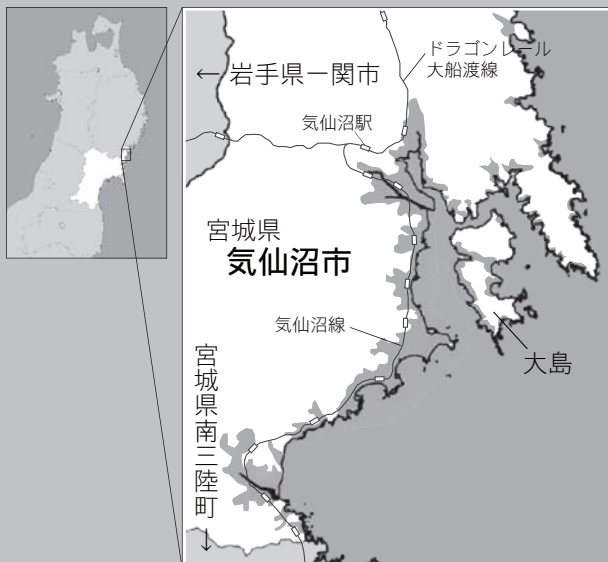 ドラゴンレール
大船渡線
← 岩手県一関市
気仙沼駅
宮城県
気仙沼市
気仙沼線
大島
宮城県南三陸町
↓